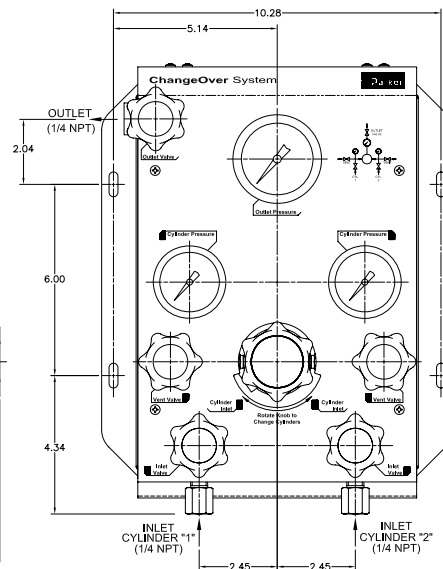 10.28
5.14
ChangeOver System
Parker
OUTLET
(1/4 NPT)
OUTLET
VALVE
2.04
Outlet Valve
Outlet Pressure
Cylinder Pressure
Cylinder Pressure
6.00
Vent Valve
Vent Valve
Cylinder
Inlet
Cylinder
Inlet
Rotate Knob to
Change Cylinders
4.34
Inlet
Valve
Inlet
Valve
INLET
CYLINDER "1"
(1/4 NPT)
INLET
CYLINDER "2"
(1/4 NPT)
2.45
2.45